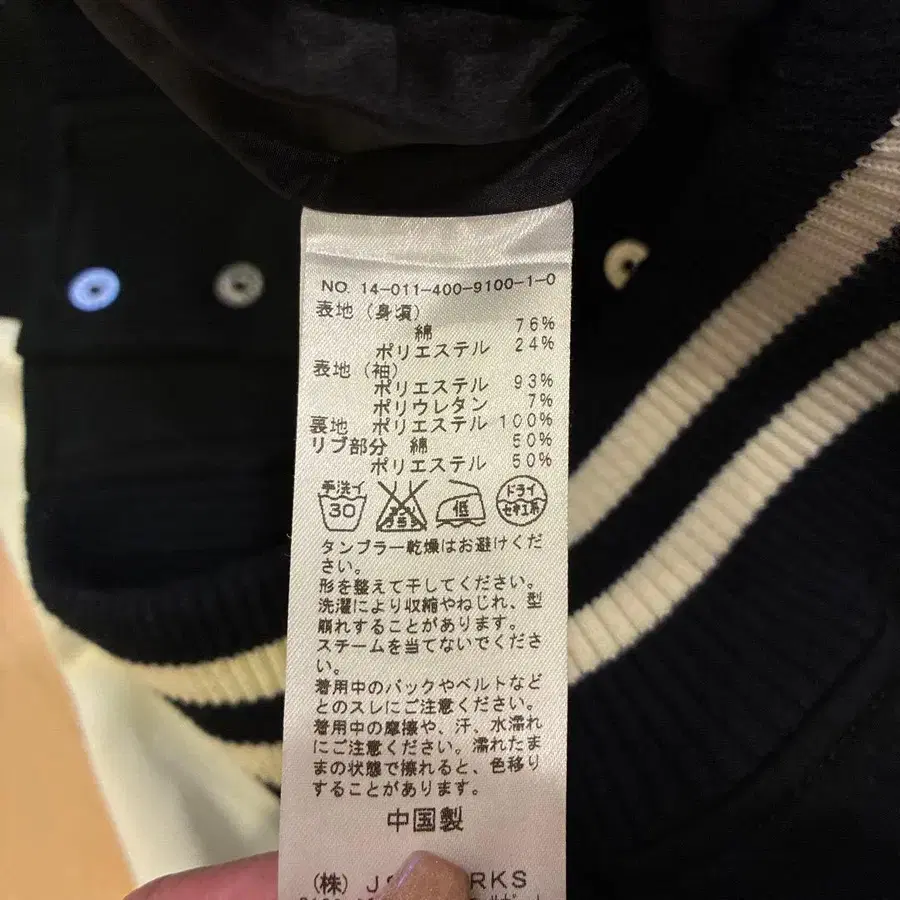 NO. 14-011-400-9100-1-0
表地（身頃）
綿 76%
ポリエステル 24%
表地（袖）
ポリエステル 93%
ポリウレタン 7%
裏地 ポリエステル 100%
リブ部分 綿 50%
ポリエステル 50%
手洗イ 30 低 ドライ セキユ系
タンブラー乾燥はお避けくだ
さい。
形を整えて干してください。
洗濯により収縮やねじれ、型
崩れすることがあります。
スチームを当てないでくださ
い。
着用中のバックやベルトなど
とのスレにご注意ください。
着用中の摩擦や、汗、水濡れ
にご注意ください。濡れたま
まの状態で擦れると、色移り
することがあります。
中国製
(株) J